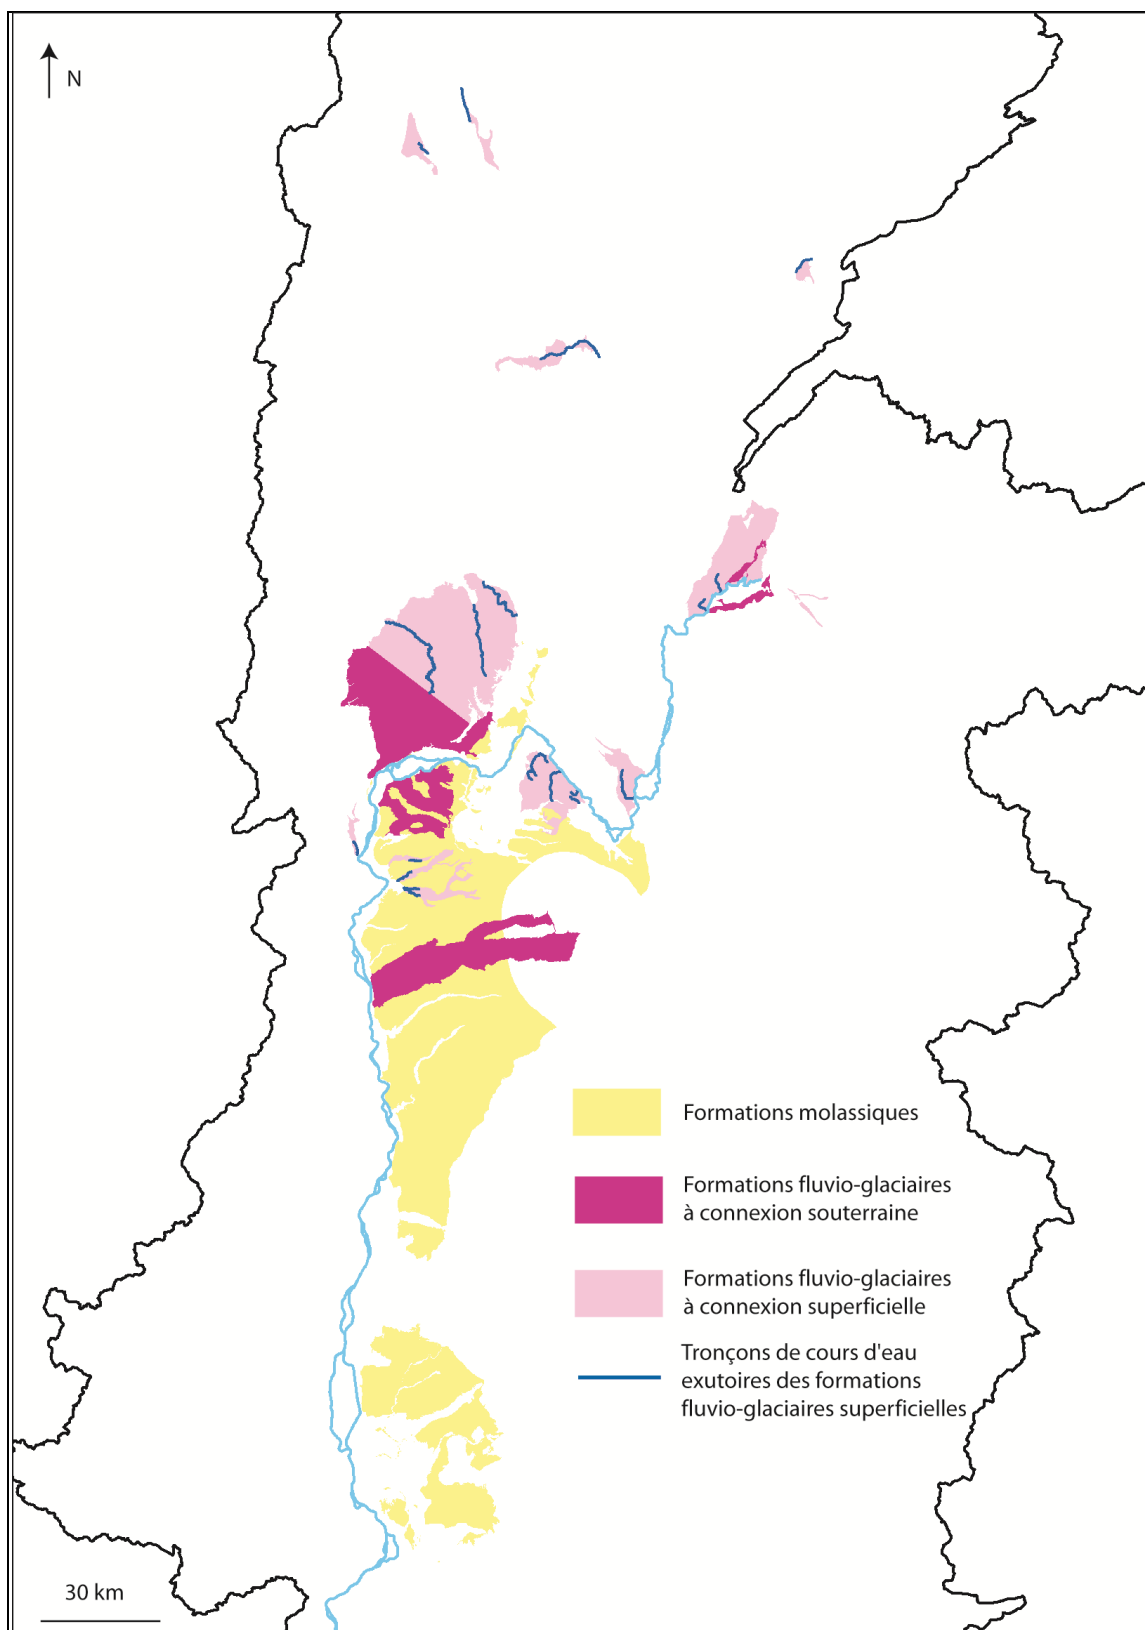 N
Formations molassiques
Formations fluvio-glaciaires
à connexion souterraine
Formations fluvio-glaciaires
à connexion superficielle
Tronçons de cours d'eau
exutoires des formations
fluvio-glaciaires superficielles
30 km